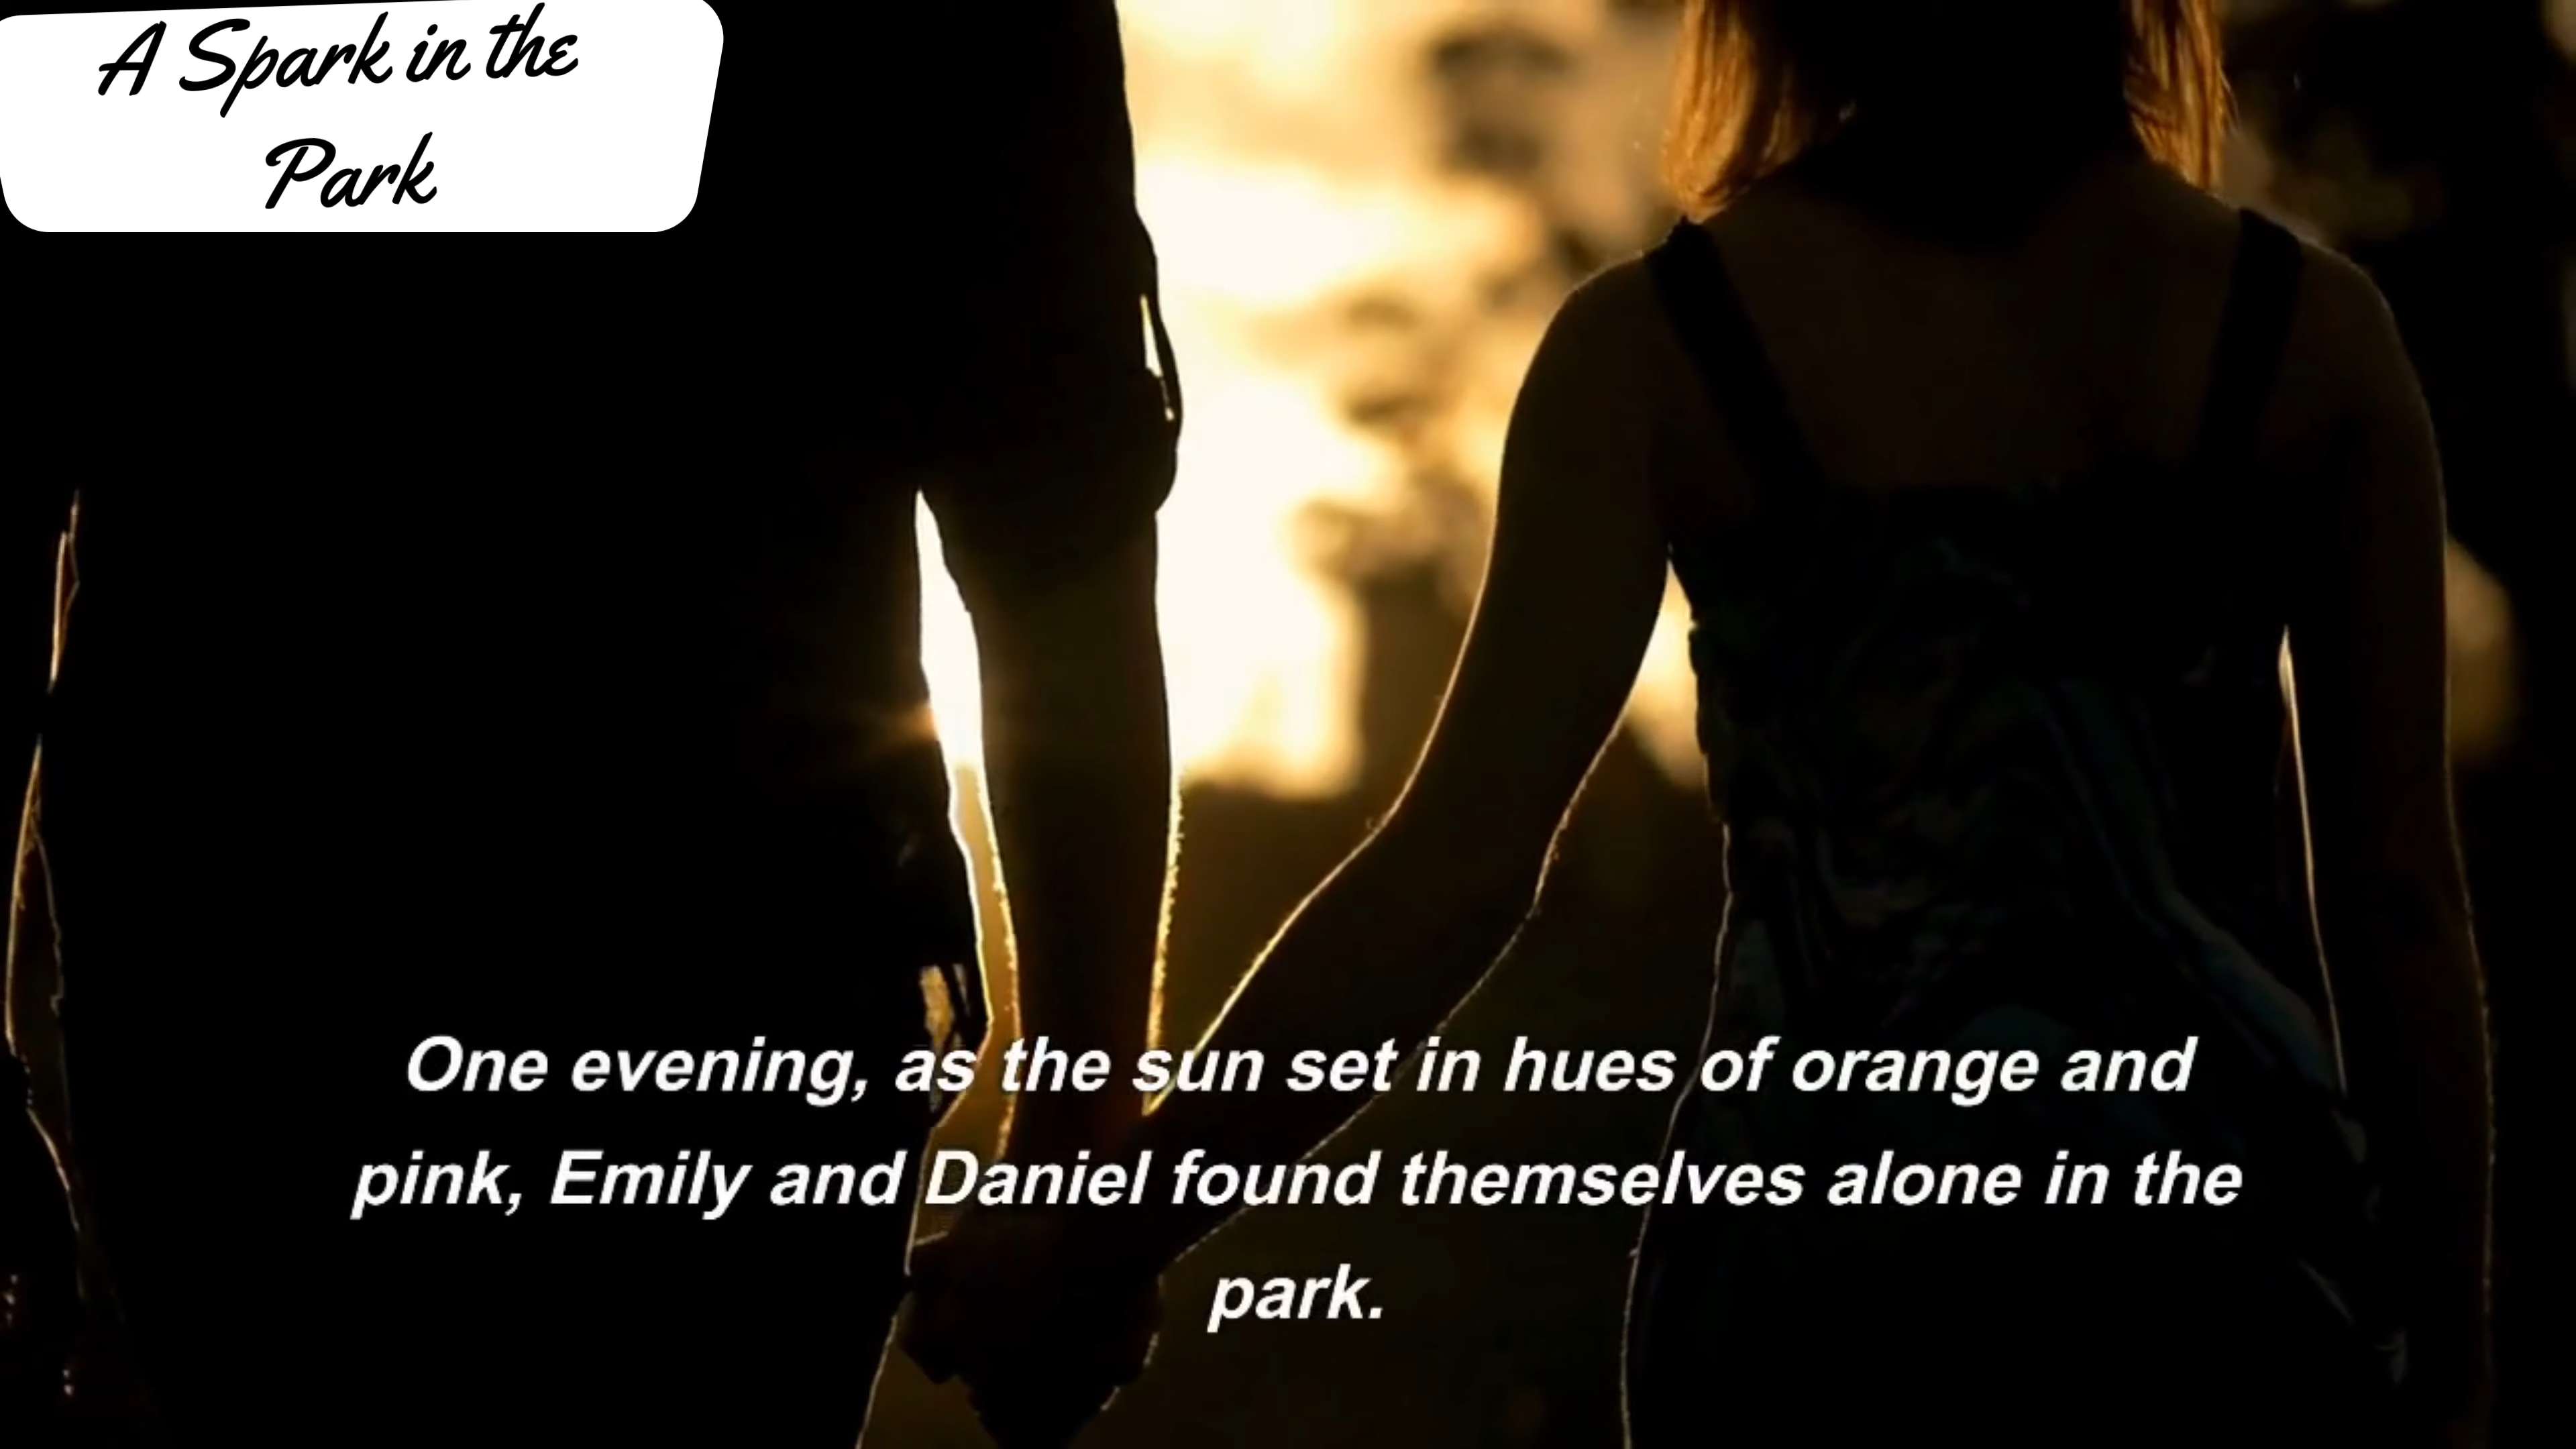 A Spark in the
Park
One evening, as the sun set in hues of orange and
pink, Emily and Daniel found themselves alone in the
park.